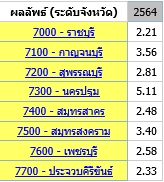 ผลลัพธ์ (ระดับจังหวัด) 2564
7000 - ราชบุรี 2.21
7100 - กาญจนบุรี 3.56
7200 - สุพรรณบุรี 2.81
7300 - นครปฐม 5.11
7400 - สมุทรสาคร 2.48
7500 - สมุทรสงคราม 3.40
7600 - เพชรบุรี 2.58
7700 - ประจวบคีรีขันธ์ 2.33